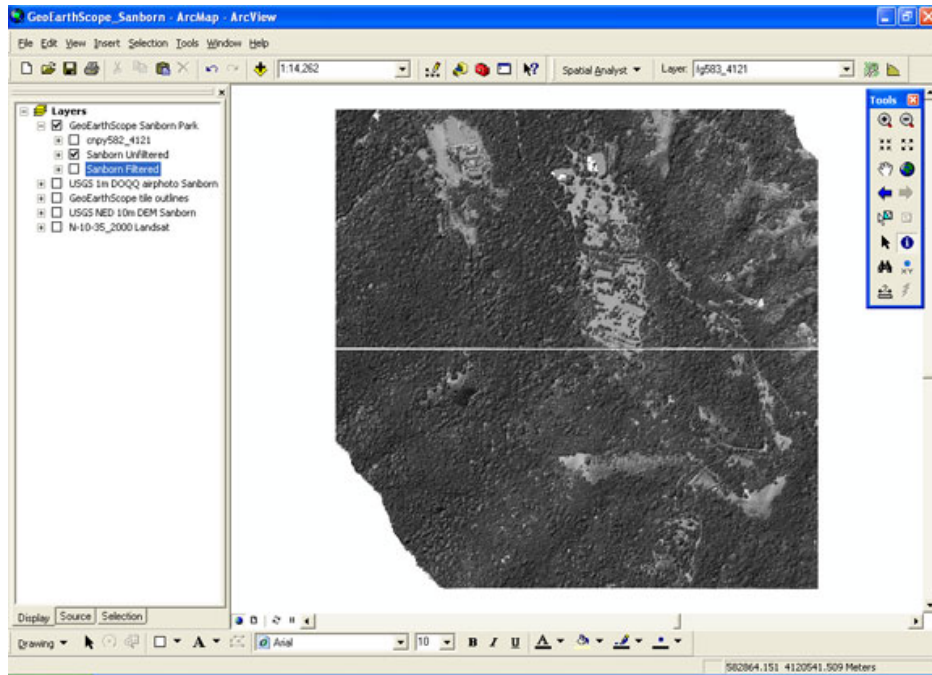 GeoEarthScope_Sanborn - ArcMap - ArcView
File Edit View Insert Selection Tools Window Help
1:14,262 Spatial Analyst Layer: ilg583_4121
Layers
GeoEarthScope Sanborn Park
cnpy582_4121
Sanborn Unfiltered
Sanborn Filtered
USGS 1m DOQQ airphoto Sanborn
GeoEarthScope tile outlines
USGS NED 10m DEM Sanborn
N-10-35_2000 Landsat
Tools
XY
Display Source Selection
Drawing A Arial 10 B I U A
582864.151 4120541.509 Meters